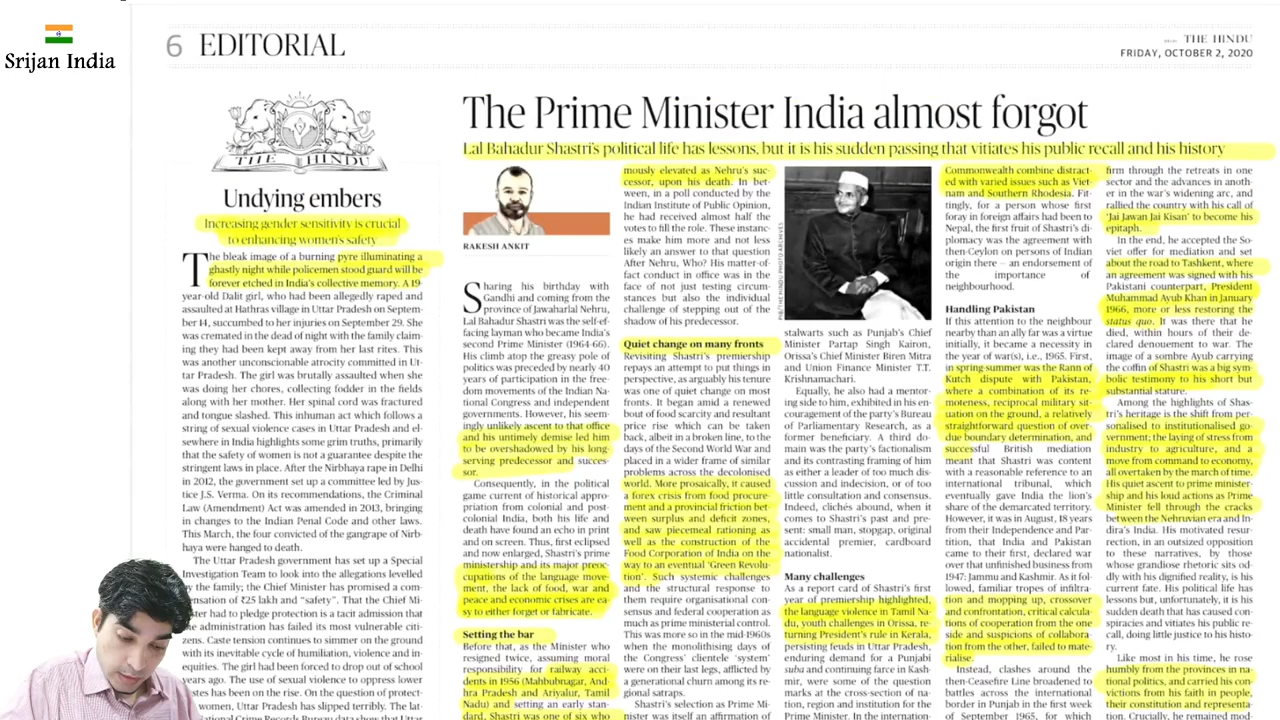 Srijan India
6 EDITORIAL
THE HINDU
FRIDAY, OCTOBER 2, 2020
THE HINDU
Undying embers
Increasing gender sensitivity is crucial
to enhancing women's safety
The bleak image of a burning pyre illuminating a
ghastly night while policemen stood guard will be
forever etched in India's collective memory. A 19-
year-old Dalit girl, who had been allegedly raped and
assaulted at Hathras village in Uttar Pradesh on Septem-
ber 14, succumbed to her injuries on September 29. She
was cremated in the dead of night with the family claim-
ing they had been kept away from her last rites. This
was another unconscionable atrocity committed in Ut-
tar Pradesh. The girl was brutally assaulted when she
was doing her chores, collecting fodder in the fields
along with her mother. Her spinal cord was fractured
and tongue slashed. This inhuman act which follows a
string of sexual violence cases in Uttar Pradesh and el-
sewhere in India highlights some grim truths, primarily
that the safety of women is not a guarantee despite the
stringent laws in place. After the Nirbhaya rape in Delhi
in 2012, the government set up a committee led by Jus-
tice J.S. Verma. On its recommendations, the Criminal
Law (Amendment) Act was amended in 2013, bringing
in changes to the Indian Penal Code and other laws.
This March, the four convicted of the gangrape of Nirb-
haya were hanged to death.
The Uttar Pradesh government has set up a Special
Investigation Team to look into the allegations levelled
by the family; the Chief Minister has promised a com-
ensation of ₹25 lakh and “safety”. That the Chief Mi-
ster had to pledge protection is a tacit admission that
he administration has failed its most vulnerable citi-
zens. Caste tension continues to simmer on the ground
with its inevitable cycle of humiliation, violence and in-
equities. The girl had been forced to drop out of school
years ago. The use of sexual violence to oppress lower
stes has been on the rise. On the question of protect-
women, Uttar Pradesh has slipped terribly. The lat-
ational Crime Records Bureau data show that Uttar
The Prime Minister India almost forgot
Lal Bahadur Shastri's political life has lessons, but it is his sudden passing that vitiates his public recall and his history
RAKESH ANKIT
Sharing his birthday with
Gandhi and coming from the
province of Jawaharlal Nehru,
Lal Bahadur Shastri was the self-ef-
facing layman who became India's
second Prime Minister (1964-66).
His climb atop the greasy pole of
politics was preceded by nearly 40
years of participation in the free-
dom movements of the Indian Na-
tional Congress and independent
governments. However, his seem-
ingly unlikely ascent to that office
and his untimely demise led him
to be overshadowed by his long-
serving predecessor and succes-
sor.
Consequently, in the political
game current of historical appro-
priation from colonial and post-
colonial India, both his life and
death have found an echo in print
and on screen. Thus, first eclipsed
and now enlarged, Shastri's prime
ministership and its major preoc-
cupations of the language move-
ment, the lack of food, war and
peace and economic crises are ea-
sy to either forget or fabricate.
Setting the bar
Before that, as the Minister who
resigned twice, assuming moral
responsibility for railway acci-
dents in 1956 (Mahbubnagar, And-
hra Pradesh and Ariyalur, Tamil
Nadu) and setting an early stan-
dard, Shastri was one of six who
mously elevated as Nehru's suc-
cessor, upon his death. In bet-
ween, in a poll conducted by the
Indian Institute of Public Opinion,
he had received almost half the
votes to fill the role. These instanc-
es make him more and not less
likely an answer to that question
After Nehru, Who? His matter-of-
fact conduct in office was in the
face of not just testing circum-
stances but also the individual
challenge of stepping out of the
shadow of his predecessor.
Quiet change on many fronts
Revisiting Shastri's premiership
repays an attempt to put things in
perspective, as arguably his tenure
was one of quiet change on most
fronts. It began amid a renewed
bout of food scarcity and resultant
price rise which can be taken
back, albeit in a broken line, to the
days of the Second World War and
placed in a wider frame of similar
problems across the decolonised
world. More prosaically, it caused
a forex crisis from food procure-
ment and a provincial friction bet-
ween surplus and deficit zones,
and saw piecemeal rationing as
well as the construction of the
Food Corporation of India on the
way to an eventual ‘Green Revolu-
tion’. Such systemic challenges
and the structural response to
them require organisational con-
sensus and federal cooperation as
much as prime ministerial control.
This was more so in the mid-1960s
when the monolithising days of
the ‘Congress’ clientele ‘system’
were on their last legs, afflicted by
a generational churn among its re-
gional satraps.
Shastri's selection as Prime Mi-
nister was itself an affirmation of
PIB/THE HINDU PHOTO ARCHIVES
stalwarts such as Punjab's Chief
Minister Partap Singh Kairon,
Orissa's Chief Minister Biren Mitra
and Union Finance Minister T.T.
Krishnamachari.
Equally, he also had a mentor-
ing side to him, exhibited in his en-
couragement of the party's Bureau
of Parliamentary Research, as a
former beneficiary. A third do-
main was the party's factionalism
and its contrasting framing of him
as either a leader of too much dis-
cussion and indecision, or of too
little consultation and consensus.
Indeed, clichés abound, when it
comes to Shastri's past and pre-
sent: small man, stopgap, original
accidental premier, cardboard
nationalist.
Many challenges
As a report card of Shastri's first
year of premiership highlighted,
the language violence in Tamil Na-
du, youth challenges in Orissa, re-
turning President's rule in Kerala,
persisting feuds in Uttar Pradesh,
enduring demand for a Punjabi
suba and continuing farce in Kash-
mir, were some of the question
marks at the cross-section of na-
tion, region and institution for the
Prime Minister. In the internation-
Commonwealth combine distract-
ed with varied issues such as Viet-
nam and Southern Rhodesia. Fit-
tingly, for a person whose first
foray in foreign affairs had been to
Nepal, the first fruit of Shastri's di-
plomacy was the agreement with
then-Ceylon on persons of Indian
origin there — an endorsement of
the importance of
neighbourhood.
Handling Pakistan
If this attention to the neighbour
nearby than an ally far was a virtue
initially, it became a necessity in
the year of war(s), i.e., 1965. First,
in spring-summer was the Rann of
Kutch dispute with Pakistan,
where a combination of its re-
moteness, reciprocal military sit-
uation on the ground, a relatively
straightforward question of over-
due boundary determination, and
successful British mediation
meant that Shastri was content
with a reasonable reference to an
international tribunal, which
eventually gave India the lion's
share of the demarcated territory.
However, it was in August, 18 years
from their Independence and Par-
tition, that India and Pakistan
came to their first, declared war
over that unfinished business from
1947: Jammu and Kashmir. As it fol-
lowed, familiar tropes of infiltra-
tion and mopping up, crossover
and confrontation, critical calcula-
tions of cooperation from the one
side and suspicions of collabora-
tion from the other, failed to mate-
rialise.
Instead, clashes around the
then-Ceasefire Line broadened to
battles across the international
border in Punjab in the first week
of September 1965, for which
firm through the retreats in one
sector and the advances in anoth-
er in the war's widening arc, and
rallied the country with his call of
‘Jai Jawan Jai Kisan’ to become his
epitaph.
In the end, he accepted the So-
viet offer for mediation and set
about the road to Tashkent, where
an agreement was signed with his
Pakistani counterpart, President
Muhammad Ayub Khan in January
1966, more or less restoring the
status quo. It was there that he
died, within hours of their de-
clared denouement to war. The
image of a sombre Ayub carrying
the coffin of Shastri was a big sym-
bolic testimony to his short but
substantial stature.
Among the highlights of Shas-
tri's heritage is the shift from per-
sonalised to institutionalised go-
vernment; the laying of stress from
industry to agriculture, and a
move from command to economy,
all overtaken by the march of time.
His quiet ascent to prime minister-
ship and his loud actions as Prime
Minister fell through the cracks
between the Nehruvian era and In-
dira's India. His motivated resur-
rection, in an outsized opposition
to these narratives, by those
whose grandiose rhetoric sits od-
dly with his dignified reality, is his
current fate. His political life has
lessons but, unfortunately, it is his
sudden death that has caused con-
spiracies and vitiates his public re-
call, doing little justice to his histo-
ry.
Like most in his time, he rose
humbly from the provinces in na-
tional politics, and carried his con-
victions from his faith in people,
their constitution and representa-
tion. Crucially, he remained mod-